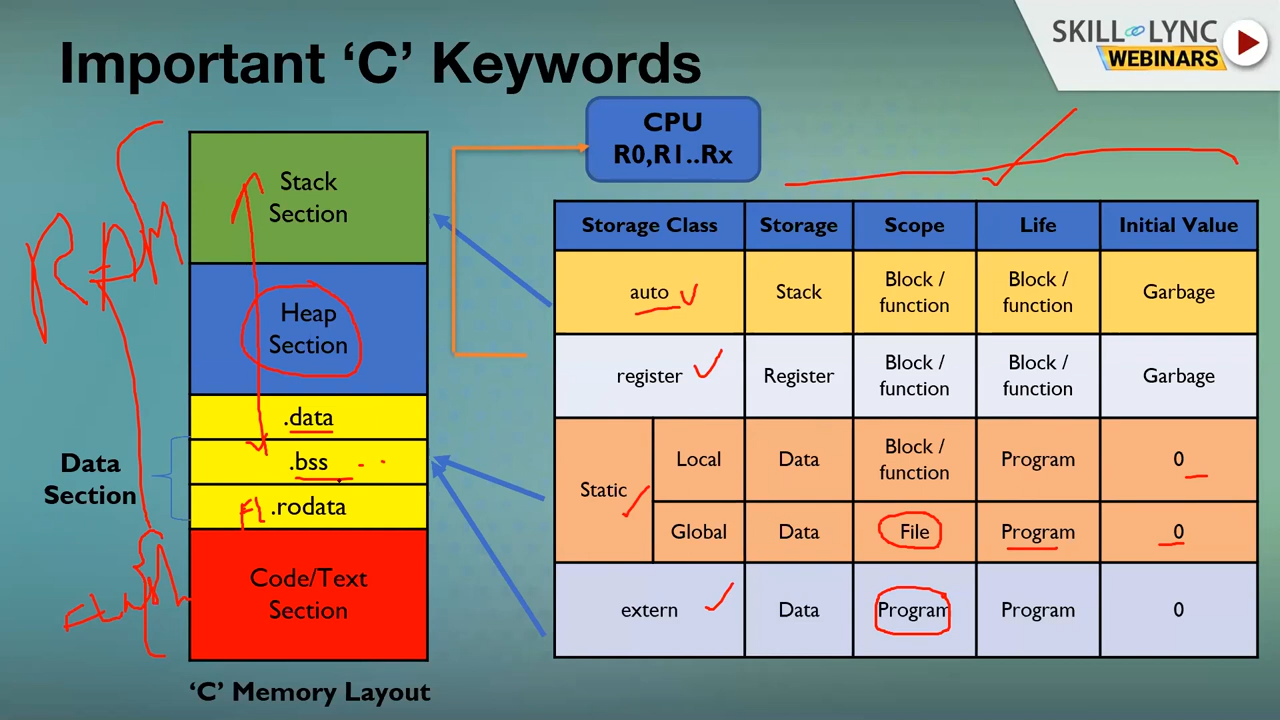 Important ‘C’ Keywords
SKILL LYNC
WEBINARS
CPU
R0,R1..Rx
RAM
Stack
Section
Heap
Section
.data
.bss
Fl .rodata
Data
Section
Code/Text
Section
‘C’ Memory Layout
Storage Class Storage Scope Life Initial Value
auto Stack Block / function Block / function Garbage
register Register Block / function Block / function Garbage
Static Local Data Block / function Program 0
Global Data File Program 0
extern Data Program Program 0